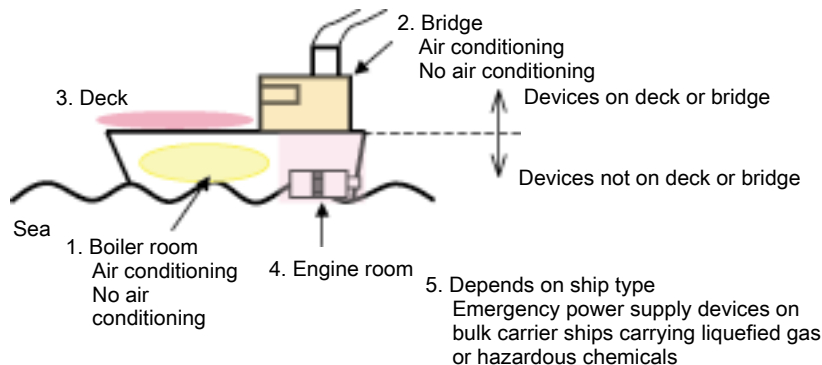 2. Bridge
Air conditioning
No air conditioning
3. Deck
Devices on deck or bridge
Devices not on deck or bridge
Sea
1. Boiler room
Air conditioning
No air
conditioning
4. Engine room
5. Depends on ship type
Emergency power supply devices on
bulk carrier ships carrying liquefied gas
or hazardous chemicals